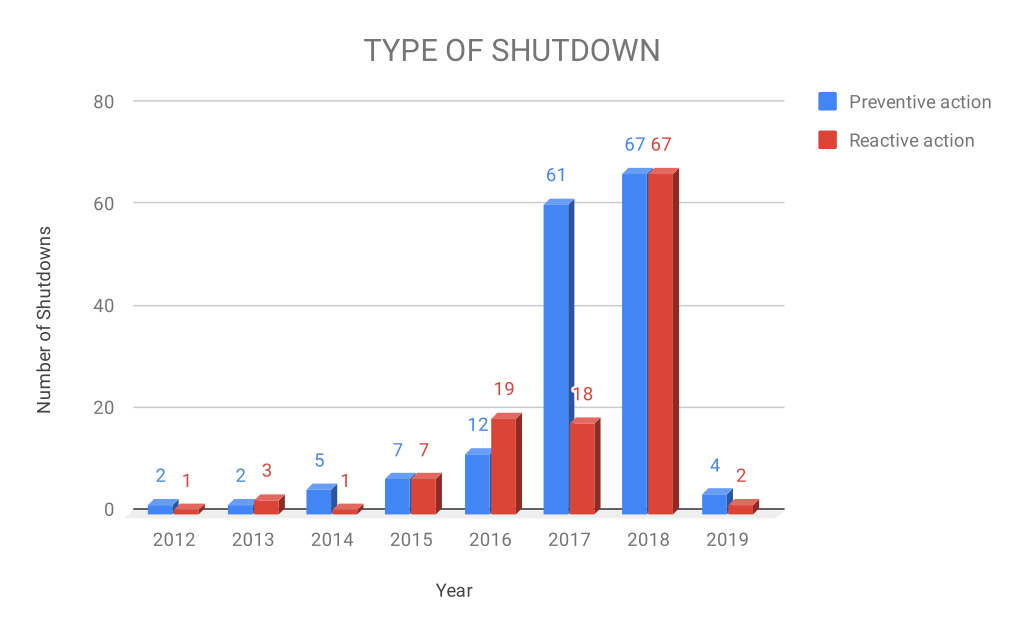 TYPE OF SHUTDOWN
Preventive action
Reactive action
Number of Shutdowns
80
60
40
20
0
2 1
2 3
5 1
7 7
12 19
61 18
67 67
4 2
2012 2013 2014 2015 2016 2017 2018 2019
Year